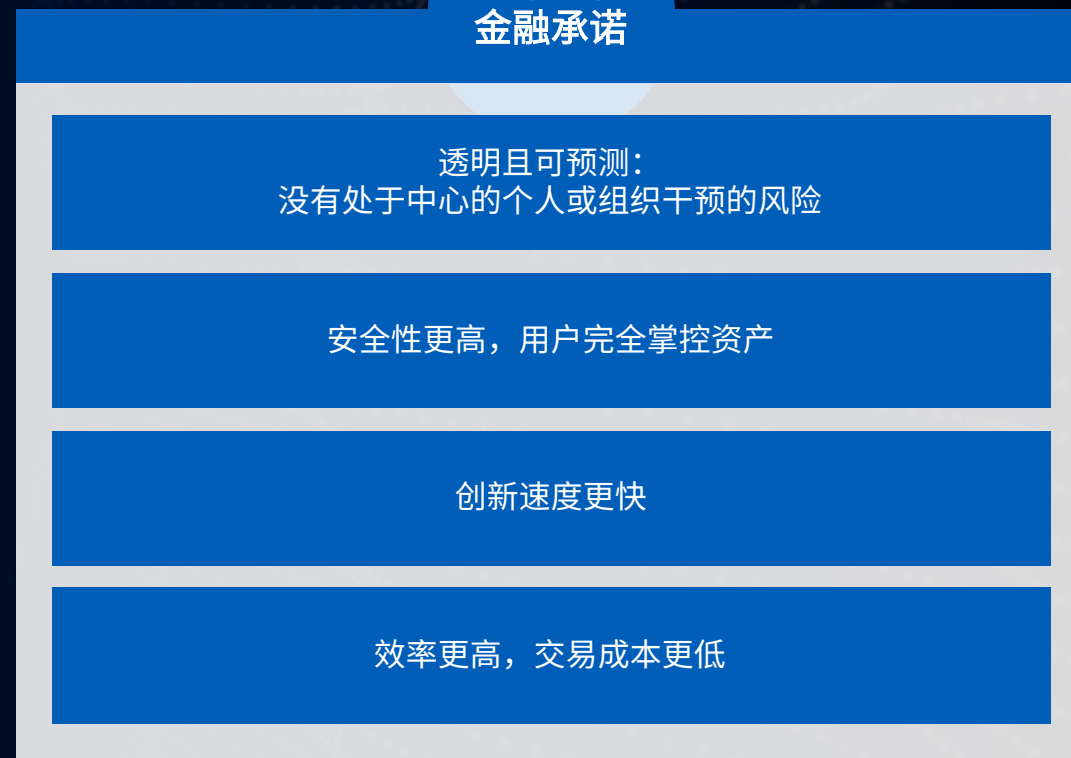 金融承诺
透明且可预测：
没有处于中心的个人或组织干预的风险
安全性更高，用户完全掌控资产
创新速度更快
效率更高，交易成本更低